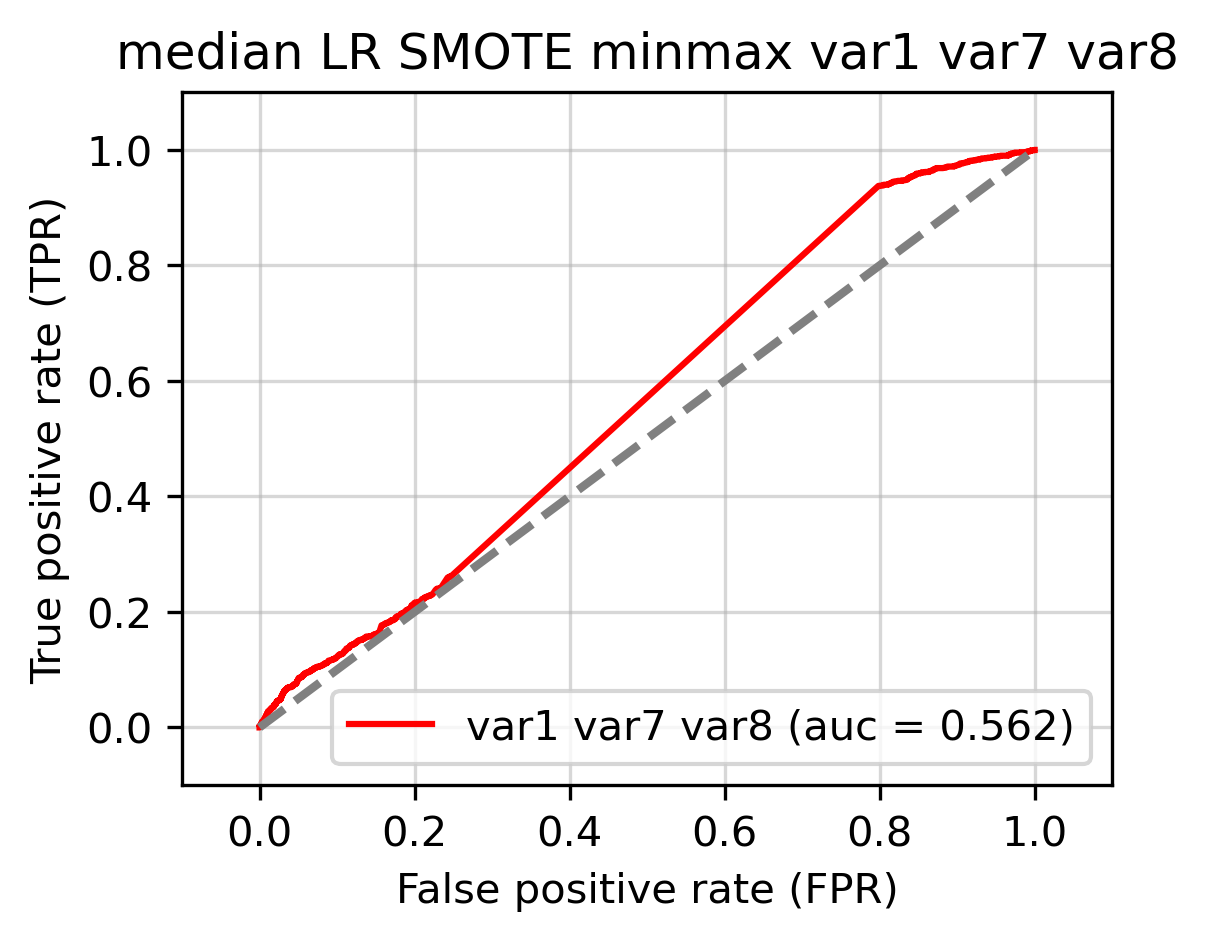 median LR SMOTE minmax var1 var7 var8
True positive rate (TPR)
1.0
0.8
0.6
0.4
0.2
0.0
var1 var7 var8 (auc = 0.562)
0.0 0.2 0.4 0.6 0.8 1.0
False positive rate (FPR)